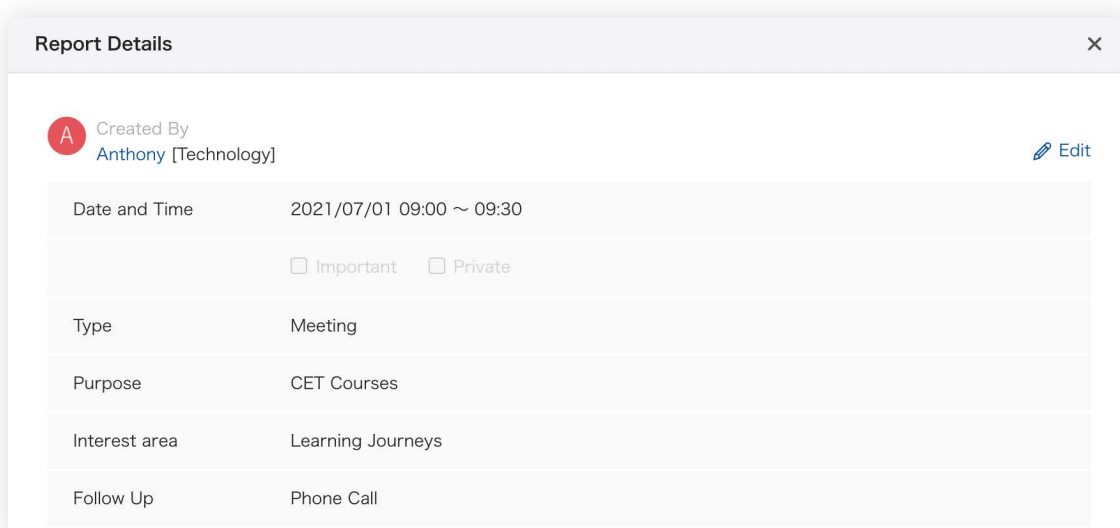 Report Details
A
Created By
Anthony [Technology]
Edit
Date and Time 2021/07/01 09:00 ～ 09:30
Important Private
Type Meeting
Purpose CET Courses
Interest area Learning Journeys
Follow Up Phone Call